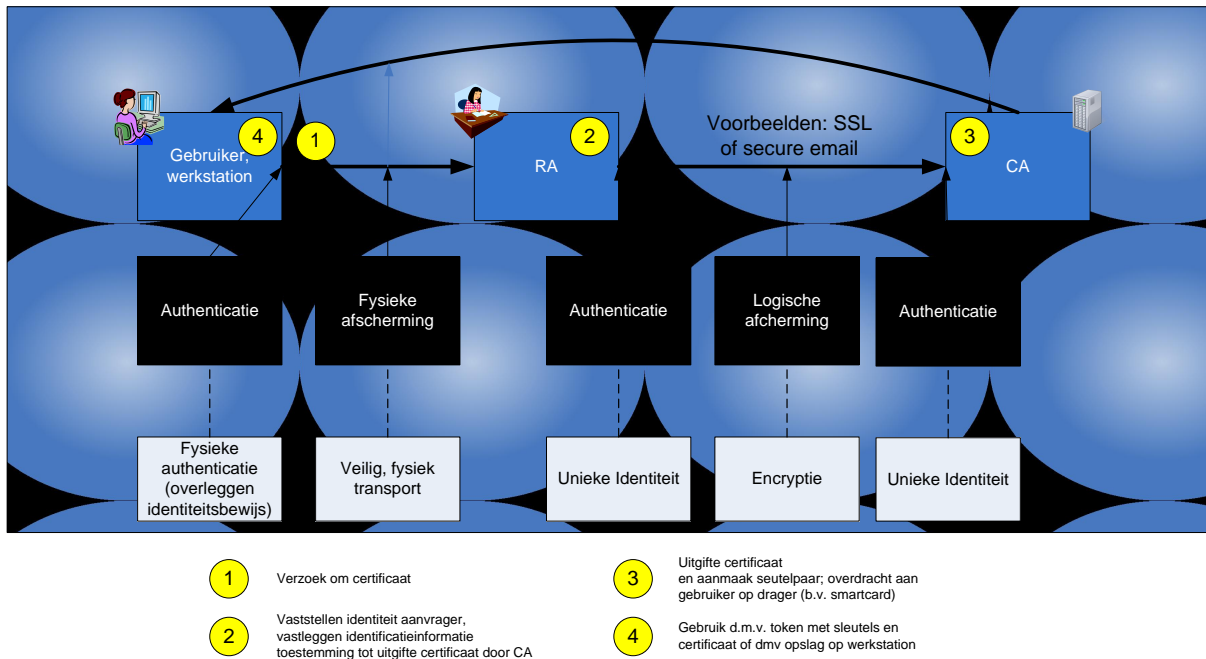 4
1
2
3
Gebruiker,
werkstation
RA
Voorbeelden: SSL
of secure email
CA
Authenticatie
Fysieke
afscherming
Authenticatie
Logische
afcherming
Authenticatie
Fysieke
authenticatie
(overleggen
identiteitsbewijs)
Veilig, fysiek
transport
Unieke Identiteit
Encryptie
Unieke Identiteit
1
Verzoek om certificaat
2
Vaststellen identiteit aanvrager,
vastleggen identificatieinformatie
toestemming tot uitgifte certificaat door CA
3
Uitgifte certificaat
en aanmaak seutelpaar; overdracht aan
gebruiker op drager (b.v. smartcard)
4
Gebruik d.m.v. token met sleutels en
certificaat of dmv opslag op werkstation